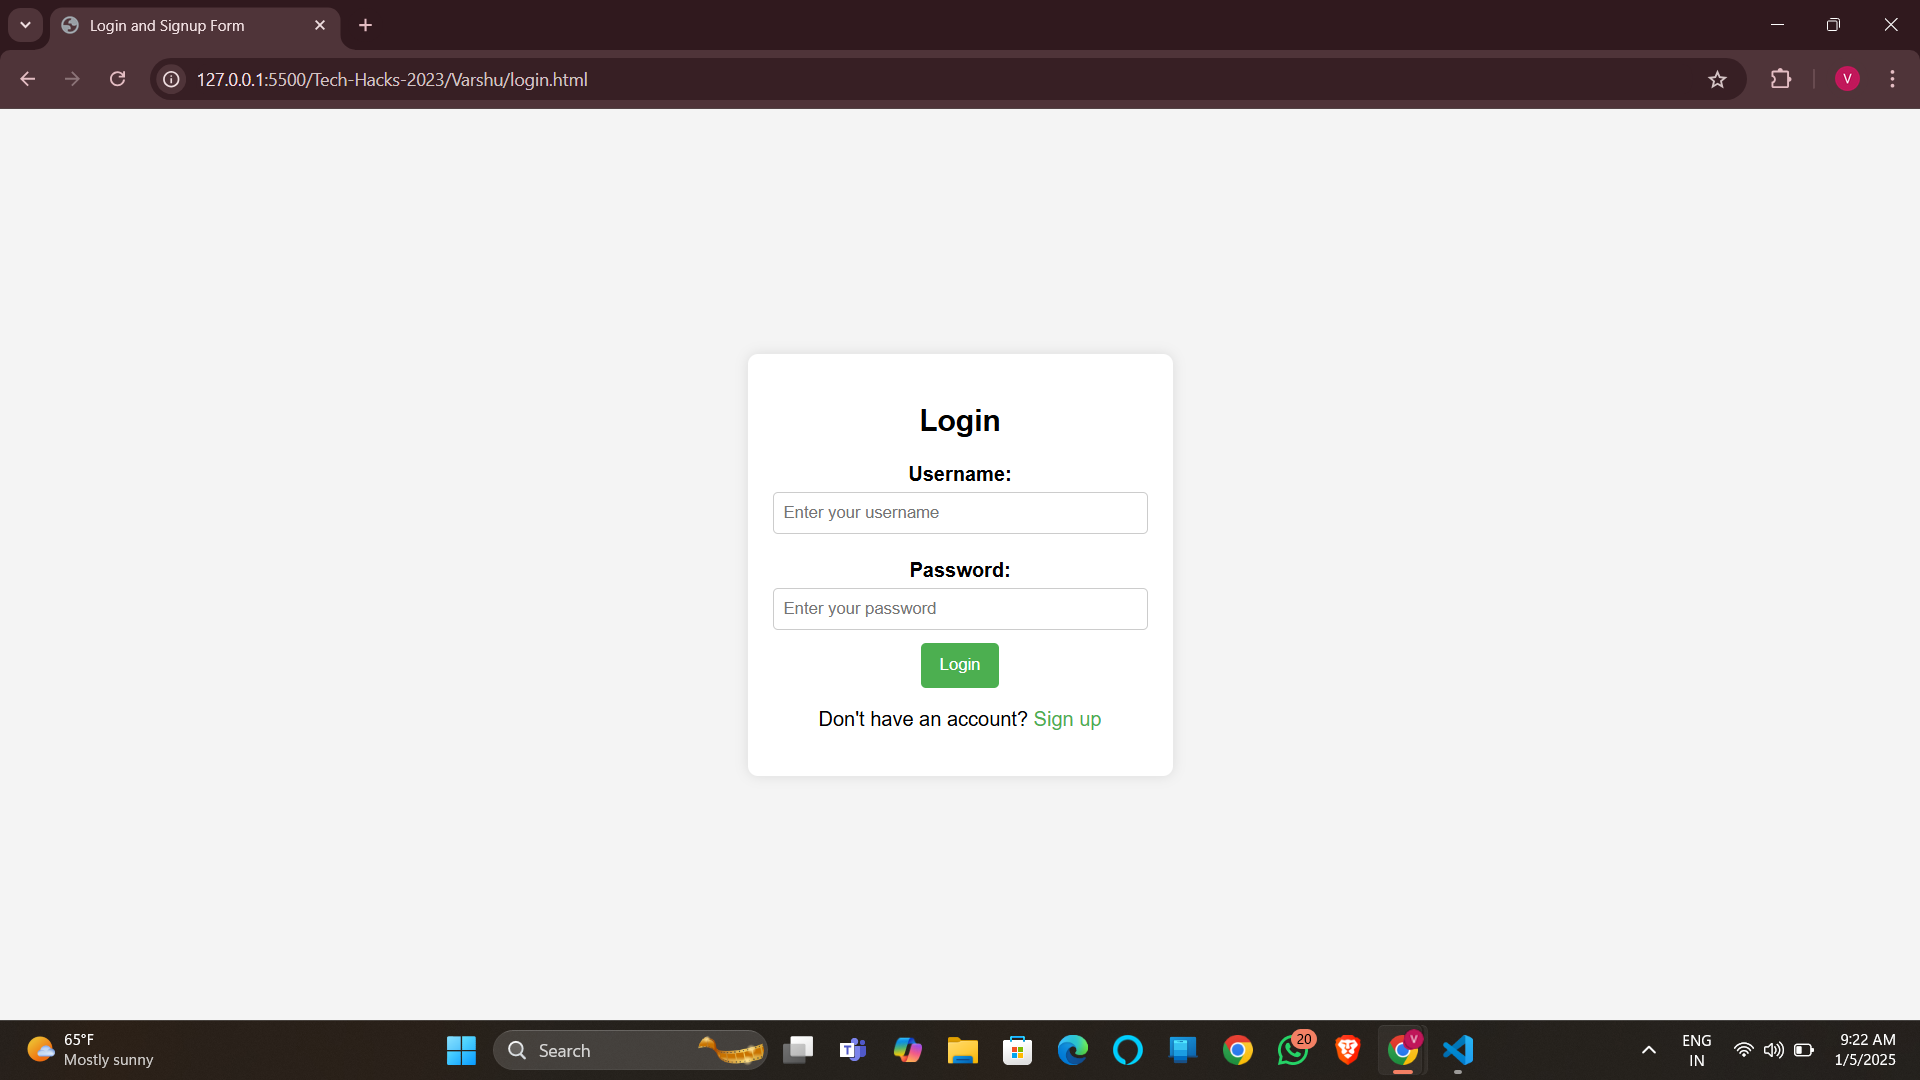 Login and Signup Form
127.0.0.1:5500/Tech-Hacks-2023/Varshu/login.html
V
Login
Username:
Enter your username
Password:
Enter your password
Login
Don't have an account? Sign up
65°F
Mostly sunny
Search
T
20
V
ENG
IN
9:22 AM
1/5/2025